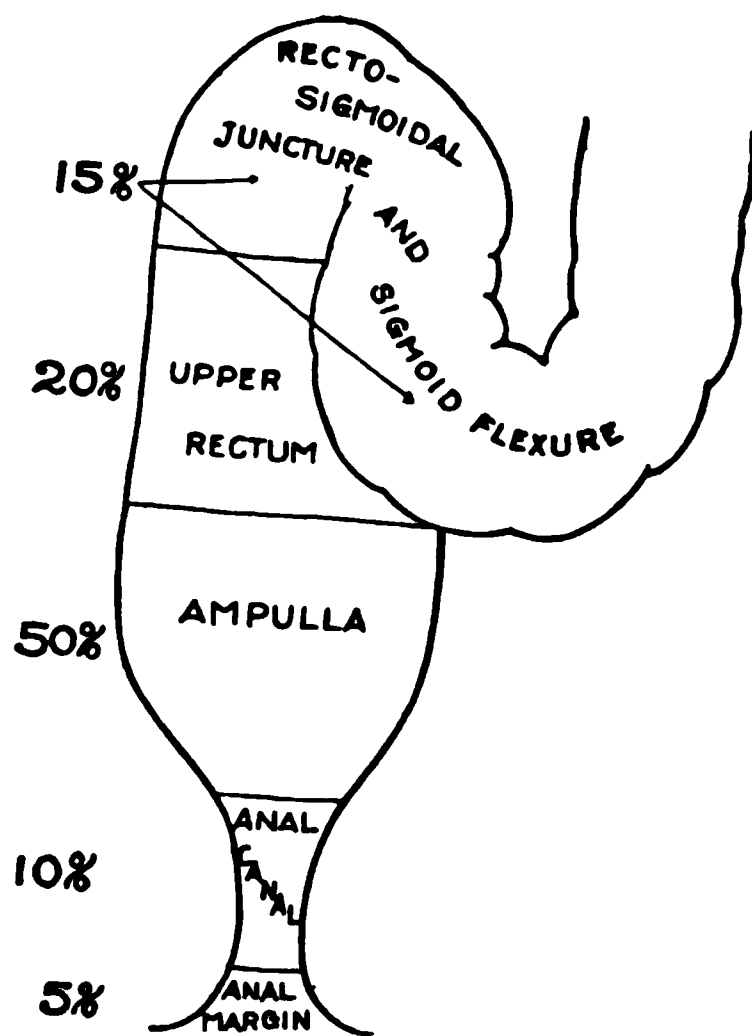 RECTO-
SIGMOIDAL
JUNCTURE
15%
AND
SIGMOID FLEXURE
20%
UPPER
RECTUM
AMPULLA
50%
ANAL
CANAL
10%
5%
ANAL
MARGIN